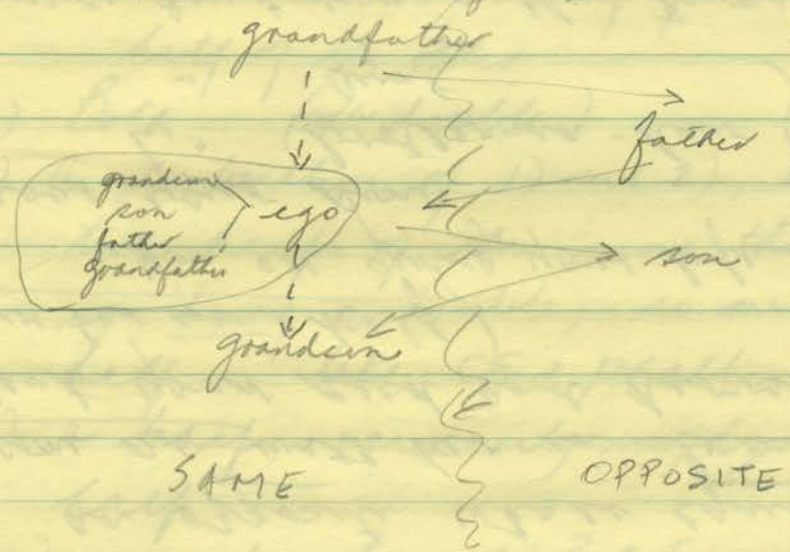 grandfather
father
grandson
son
ego
father
grandfather
son
grandson
SAME
OPPOSITE